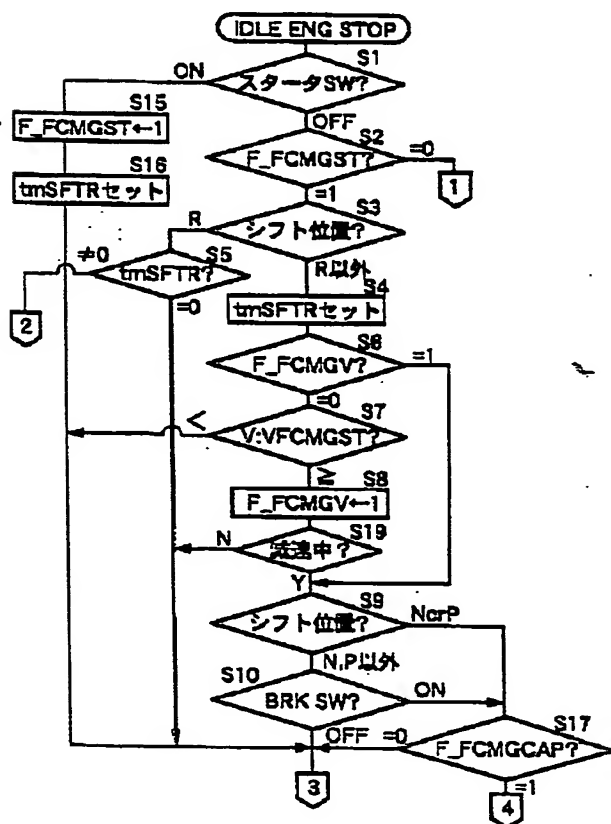 IDLE ENG STOP
S1
ON
スタータSW?
S15
OFF
F_FCMGST←1
S2
S16
F_FCMGST?
=0
tmSFTRセット
1
=1
S3
R
シフト位置?
≠0
S5
tmSFTR?
R以外
S4
2
=0
tmSFTRセット
S6
F_FCMGV?
=1
=0
S7
<
V:VFCMGST?
≧
S8
F_FCMGV←1
S19
N
減速中?
Y
S9
シフト位置?
NcrP
N.P以外
S10
BRK SW?
ON
S17
OFF
=0
F_FCMGCAP?
3
=1
4